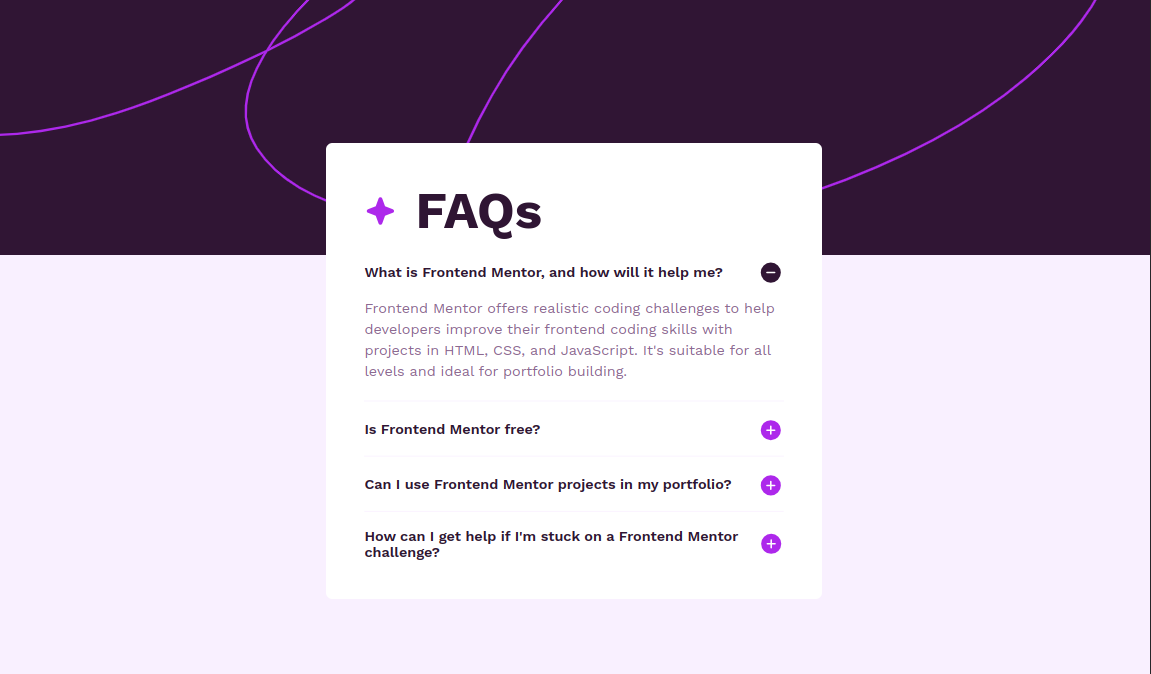 FAQs
What is Frontend Mentor, and how will it help me?
Frontend Mentor offers realistic coding challenges to help
developers improve their frontend coding skills with
projects in HTML, CSS, and JavaScript. It's suitable for all
levels and ideal for portfolio building.
Is Frontend Mentor free?
Can I use Frontend Mentor projects in my portfolio?
How can I get help if I'm stuck on a Frontend Mentor
challenge?